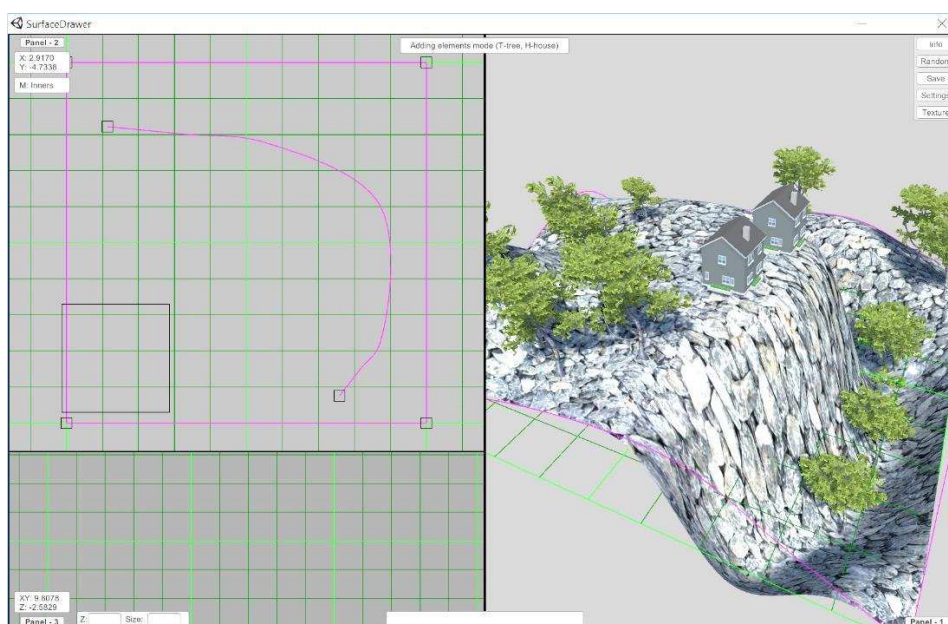 SurfaceDrawer
Panel - 2
X: 2.9170
Y: -4.7338
M: Inners
Adding elements mode (T-tree, H-house)
Info
Random
Save
Settings
Texture
XY: 9.6078
Z: -2.5829
Panel - 3
Z:
Size:
Panel - 1